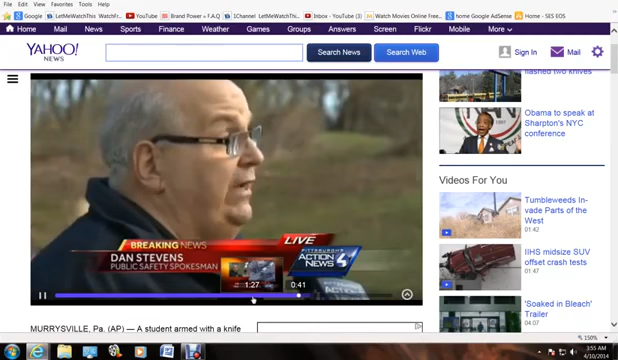 File Edit View Favorites Tools Help
Google LetMeWatchThis WatchFr... YouTube Brand Power = F.A.Q 1Channel LetMeWatchThis ... Inbox - YouTube (3) Watch Movies Online Free... Google home Google AdSense Home - SES EOS
Home Mail News Sports Finance Weather Games Groups Answers Screen Flickr Mobile More
YAHOO!
NEWS
Search News Search Web Sign In Mail
flashed two knives
Obama to speak at
Sharpton's NYC
conference
Videos For You
Tumbleweeds In-
vade Parts of the
West
01:42
IIHS midsize SUV
offset crash tests
01:47
'Soaked in Bleach'
Trailer
04:07
BREAKING NEWS
LIVE
DAN STEVENS
PUBLIC SAFETY SPOKESMAN
PITTSBURGH'S
ACTION
NEWS 4
1:27 0:41
MURRYSVILLE, Pa. (AP) — A student armed with a knife
150%
3:55 AM
4/10/2014